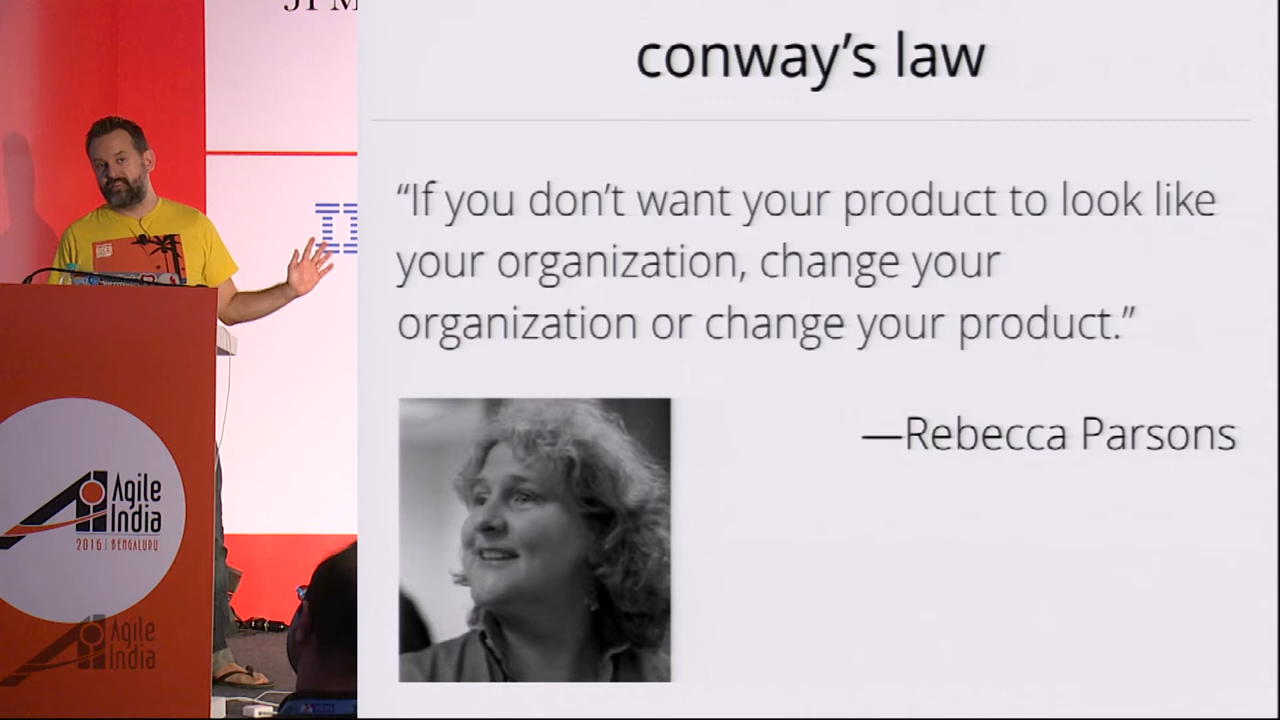 conway's law
“If you don’t want your product to look like
your organization, change your
organization or change your product.”
—Rebecca Parsons
Agile
India
2016 | BENGALURU
Agile
India